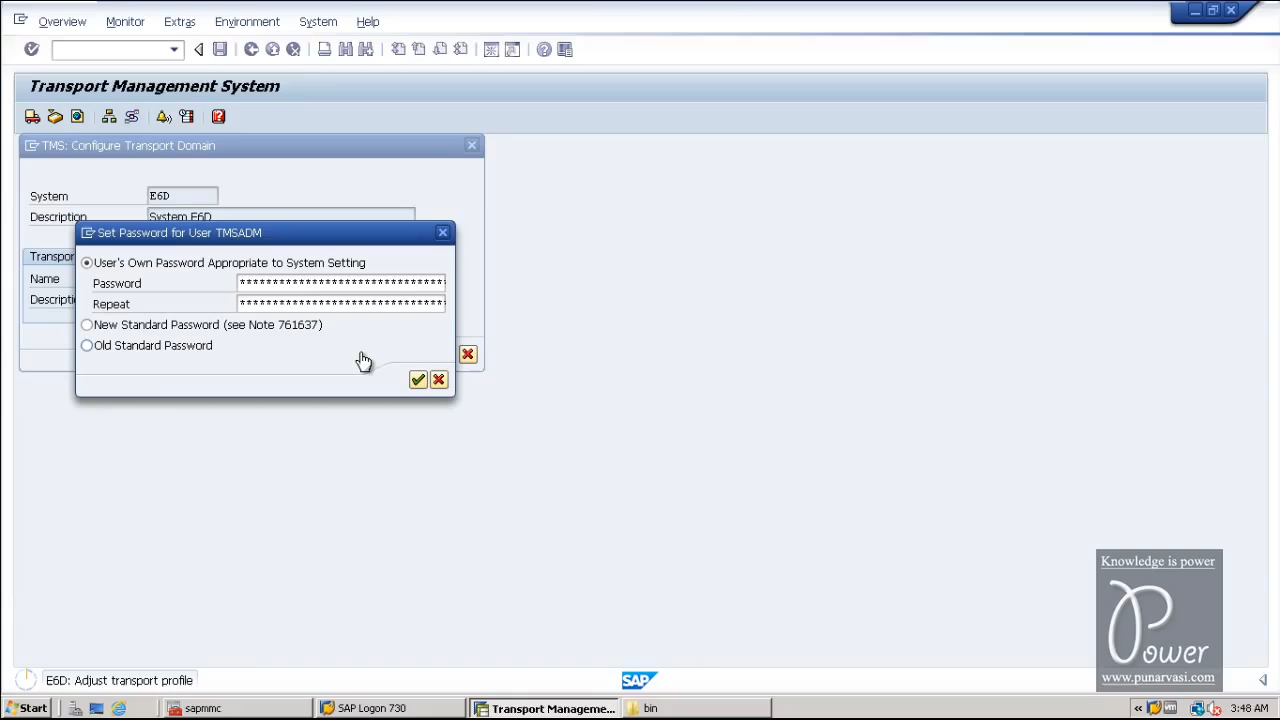 Overview Monitor Extras Environment System Help
Transport Management System
TMS: Configure Transport Domain
System E6D
Description System E6D
Set Password for User TMSADM
Transpor
User's Own Password Appropriate to System Setting
Name
Password ******************************
Descripti
Repeat ******************************
New Standard Password (see Note 761637)
Old Standard Password
Knowledge is power
Power
www.punarvasi.com
E6D: Adjust transport profile
SAP
Start sapmmc SAP Logon 730 Transport Manageme... bin 3:48 AM